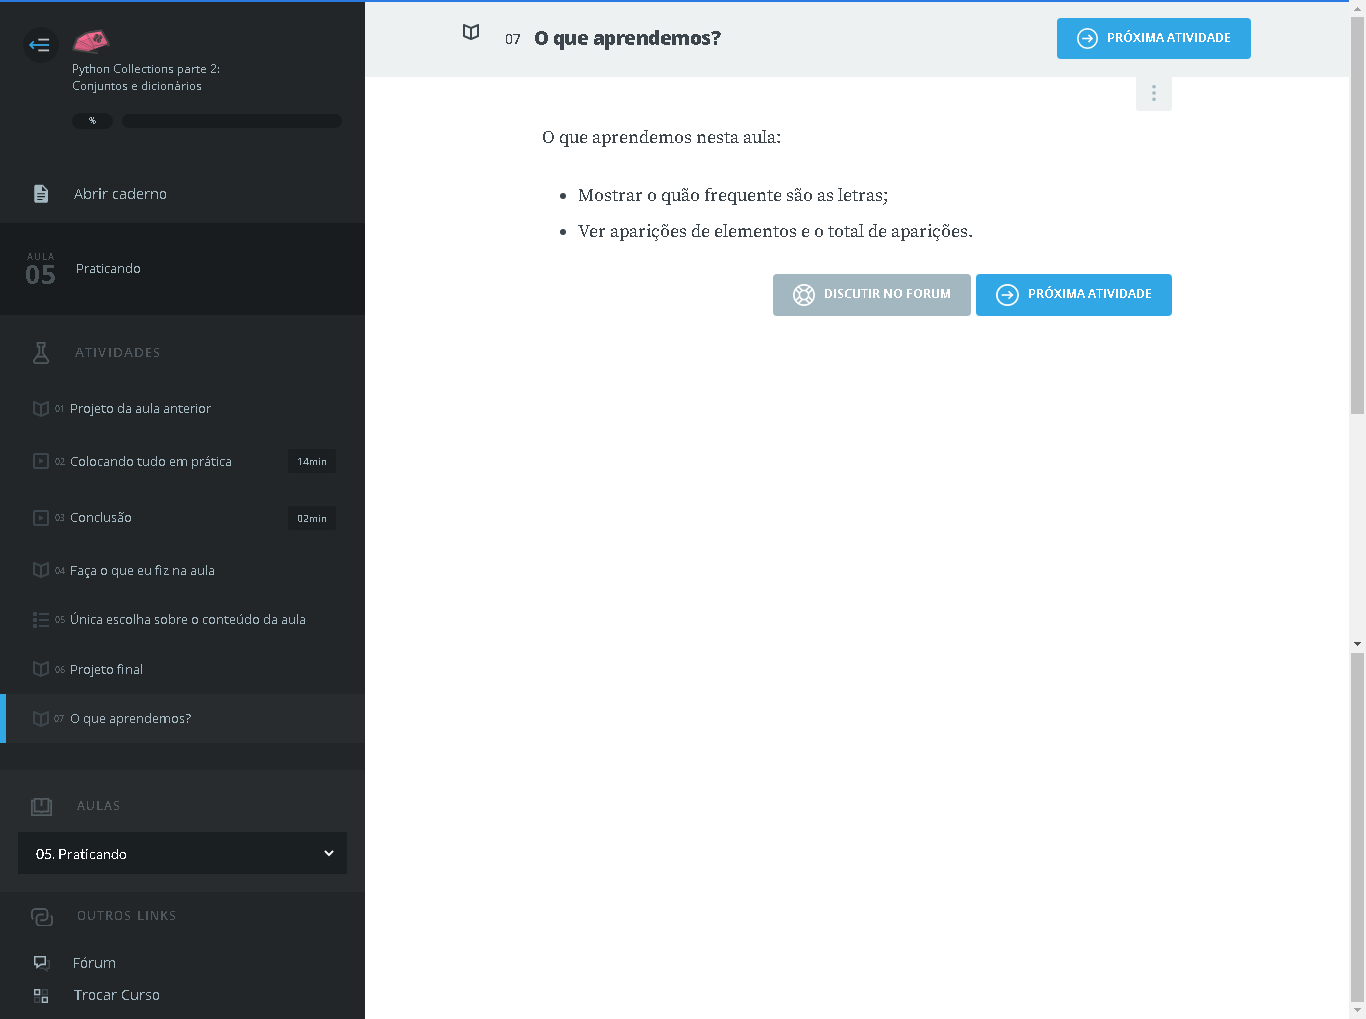 Python Collections parte 2:
Conjuntos e dicionários
%
Abrir caderno
AULA
05
Praticando
ATIVIDADES
01 Projeto da aula anterior
02 Colocando tudo em prática 14min
03 Conclusão 02min
04 Faça o que eu fiz na aula
05 Única escolha sobre o conteúdo da aula
06 Projeto final
07 O que aprendemos?
AULAS
05. Praticando
OUTROS LINKS
Fórum
Trocar Curso
07 O que aprendemos?
PRÓXIMA ATIVIDADE
O que aprendemos nesta aula:
• Mostrar o quão frequente são as letras;
• Ver aparições de elementos e o total de aparições.
DISCUTIR NO FORUM PRÓXIMA ATIVIDADE